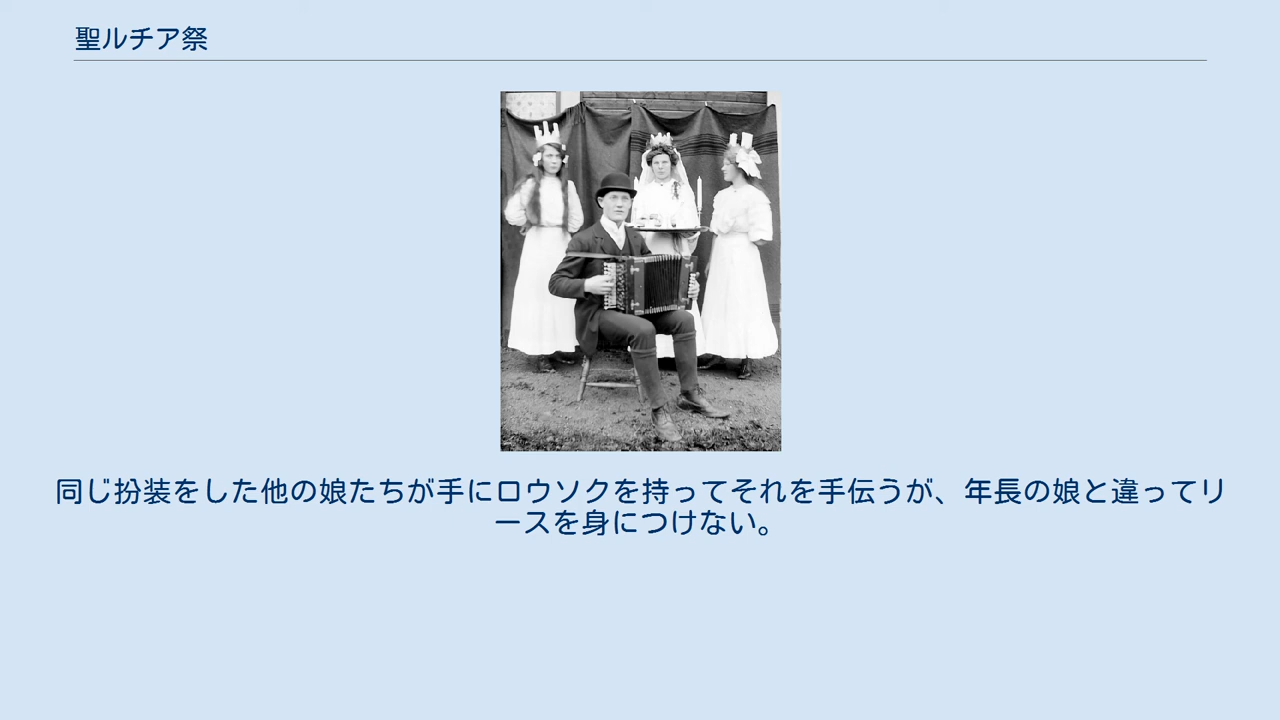 聖ルチア祭
同じ扮装をした他の娘たちが手にロウソクを持ってそれを手伝うが、年長の娘と違ってリ
ースを身につけない。